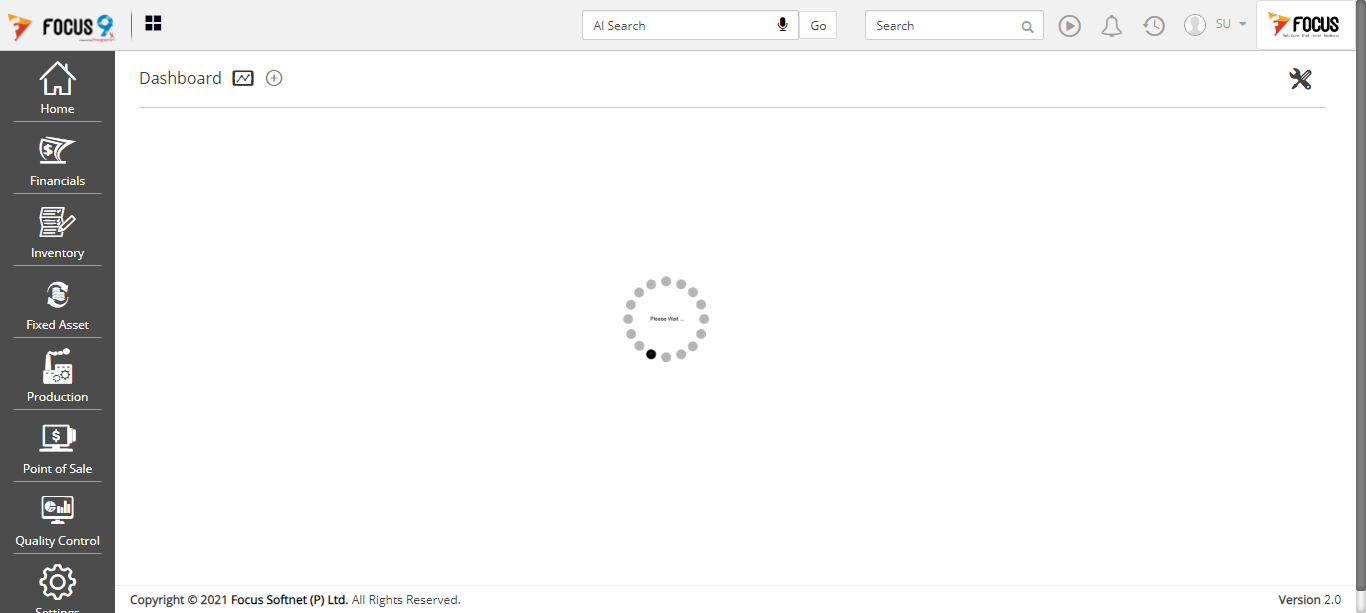 FOCUS 9
AI Search
Go
Search
SU
FOCUS
Dashboard
Home
Financials
Inventory
Fixed Asset
Production
Point of Sale
Quality Control
Settings
Please Wait ...
Copyright © 2021 Focus Softnet (P) Ltd. All Rights Reserved.
Version 2.0